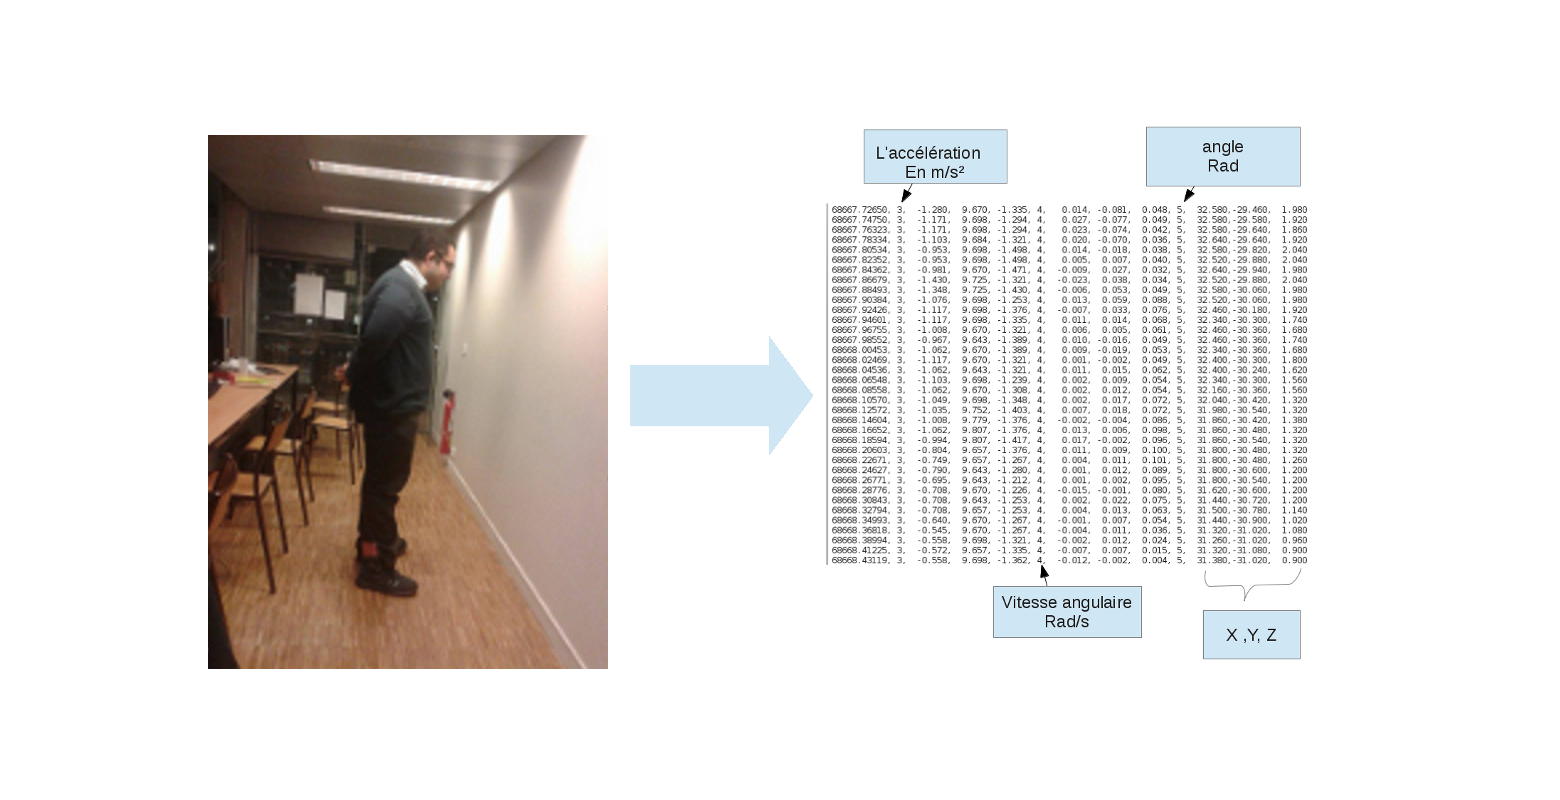 L'accélération
En m/s²
angle
Rad
68667.72650, 3, -1.280, 9.670, -1.335, 4, 0.014, -0.081, 0.048, 5, 32.580,-29.460, 1.980
68667.74750, 3, -1.171, 9.698, -1.294, 4, 0.027, -0.077, 0.049, 5, 32.580,-29.580, 1.920
68667.76323, 3, -1.171, 9.698, -1.294, 4, 0.023, -0.074, 0.042, 5, 32.580,-29.640, 1.860
68667.78334, 3, -1.103, 9.684, -1.321, 4, 0.020, -0.070, 0.036, 5, 32.640,-29.640, 1.920
68667.80534, 3, -0.953, 9.698, -1.498, 4, 0.014, -0.018, 0.038, 5, 32.580,-29.820, 2.040
68667.82352, 3, -0.953, 9.698, -1.498, 4, 0.005, 0.007, 0.040, 5, 32.520,-29.880, 2.040
68667.84362, 3, -0.981, 9.670, -1.471, 4, -0.009, 0.027, 0.032, 5, 32.640,-29.940, 1.980
68667.86679, 3, -1.430, 9.725, -1.321, 4, -0.023, 0.038, 0.034, 5, 32.520,-29.880, 2.040
68667.88493, 3, -1.348, 9.725, -1.430, 4, -0.006, 0.053, 0.049, 5, 32.580,-30.060, 1.980
68667.90384, 3, -1.076, 9.698, -1.253, 4, 0.013, 0.059, 0.088, 5, 32.520,-30.060, 1.980
68667.92426, 3, -1.117, 9.698, -1.376, 4, -0.007, 0.033, 0.076, 5, 32.460,-30.180, 1.920
68667.94601, 3, -1.117, 9.698, -1.335, 4, 0.011, 0.014, 0.068, 5, 32.340,-30.300, 1.740
68667.96755, 3, -1.008, 9.670, -1.321, 4, 0.006, 0.005, 0.061, 5, 32.460,-30.360, 1.680
68667.98552, 3, -0.967, 9.643, -1.389, 4, 0.010, -0.016, 0.049, 5, 32.460,-30.360, 1.740
68668.00453, 3, -1.062, 9.670, -1.389, 4, 0.009, -0.019, 0.053, 5, 32.340,-30.360, 1.680
68668.02469, 3, -1.117, 9.670, -1.321, 4, 0.001, -0.002, 0.049, 5, 32.400,-30.300, 1.800
68668.04536, 3, -1.062, 9.643, -1.321, 4, 0.011, 0.015, 0.062, 5, 32.400,-30.240, 1.620
68668.06548, 3, -1.103, 9.698, -1.239, 4, 0.002, 0.009, 0.054, 5, 32.340,-30.300, 1.560
68668.08558, 3, -1.062, 9.670, -1.308, 4, 0.002, 0.012, 0.054, 5, 32.160,-30.360, 1.560
68668.10570, 3, -1.049, 9.698, -1.348, 4, 0.002, 0.017, 0.072, 5, 32.040,-30.420, 1.320
68668.12572, 3, -1.035, 9.752, -1.403, 4, 0.007, 0.018, 0.072, 5, 31.980,-30.540, 1.320
68668.14604, 3, -1.008, 9.779, -1.376, 4, -0.002, -0.004, 0.086, 5, 31.860,-30.420, 1.380
68668.16652, 3, -1.062, 9.807, -1.376, 4, 0.013, 0.006, 0.098, 5, 31.860,-30.480, 1.320
68668.18594, 3, -0.994, 9.807, -1.417, 4, 0.017, -0.002, 0.096, 5, 31.860,-30.540, 1.320
68668.20603, 3, -0.804, 9.657, -1.376, 4, 0.011, 0.009, 0.100, 5, 31.800,-30.480, 1.320
68668.22671, 3, -0.749, 9.657, -1.267, 4, 0.004, 0.011, 0.101, 5, 31.800,-30.480, 1.260
68668.24627, 3, -0.790, 9.643, -1.280, 4, 0.001, 0.012, 0.089, 5, 31.800,-30.600, 1.200
68668.26771, 3, -0.695, 9.643, -1.212, 4, 0.001, 0.002, 0.095, 5, 31.800,-30.540, 1.200
68668.28776, 3, -0.708, 9.670, -1.226, 4, -0.015, -0.001, 0.080, 5, 31.620,-30.600, 1.200
68668.30843, 3, -0.708, 9.643, -1.253, 4, 0.002, 0.022, 0.075, 5, 31.440,-30.720, 1.200
68668.32794, 3, -0.708, 9.657, -1.253, 4, 0.004, 0.013, 0.063, 5, 31.500,-30.780, 1.140
68668.34993, 3, -0.640, 9.670, -1.267, 4, -0.001, 0.007, 0.054, 5, 31.440,-30.900, 1.020
68668.36818, 3, -0.545, 9.670, -1.267, 4, -0.004, 0.011, 0.036, 5, 31.320,-31.020, 1.080
68668.38994, 3, -0.558, 9.698, -1.321, 4, -0.002, 0.012, 0.024, 5, 31.260,-31.020, 0.960
68668.41225, 3, -0.572, 9.657, -1.335, 4, -0.007, 0.007, 0.015, 5, 31.320,-31.080, 0.900
68668.43119, 3, -0.558, 9.698, -1.362, 4, -0.012, -0.002, 0.004, 5, 31.380,-31.020, 0.900
Vitesse angulaire
Rad/s
X ,Y, Z